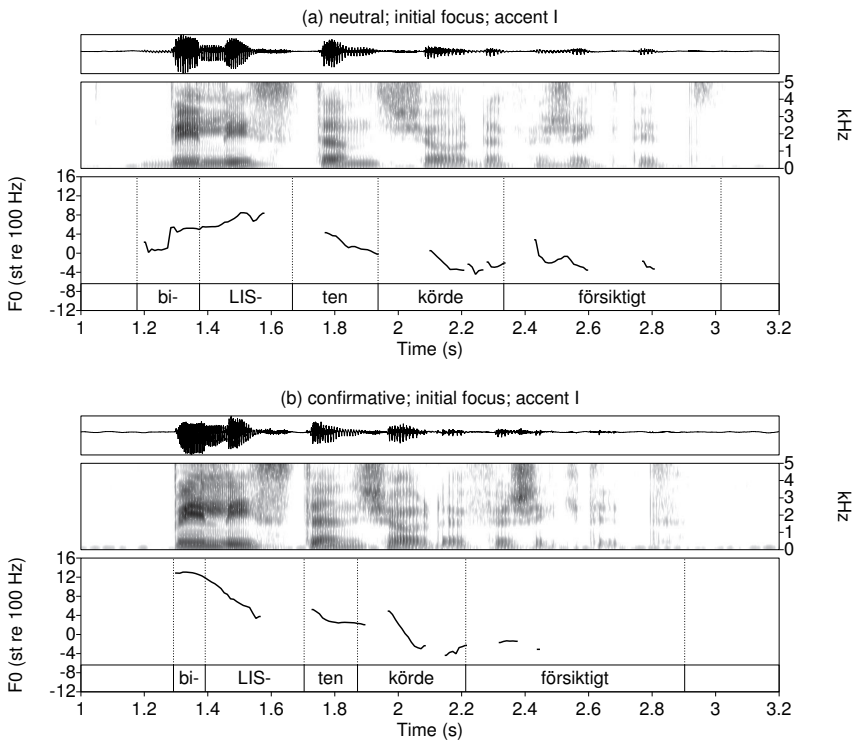 (a) neutral; initial focus; accent I
5
4
3
2
1
0
kHz
16
12
8
4
0
-4
-8
-12
F0 (st re 100 Hz)
bi- LIS- ten körde försiktigt
1 1.2 1.4 1.6 1.8 2 2.2 2.4 2.6 2.8 3 3.2
Time (s)
(b) confirmative; initial focus; accent I
5
4
3
2
1
0
kHz
16
12
8
4
0
-4
-8
-12
F0 (st re 100 Hz)
bi- LIS- ten körde försiktigt
1 1.2 1.4 1.6 1.8 2 2.2 2.4 2.6 2.8 3 3.2
Time (s)